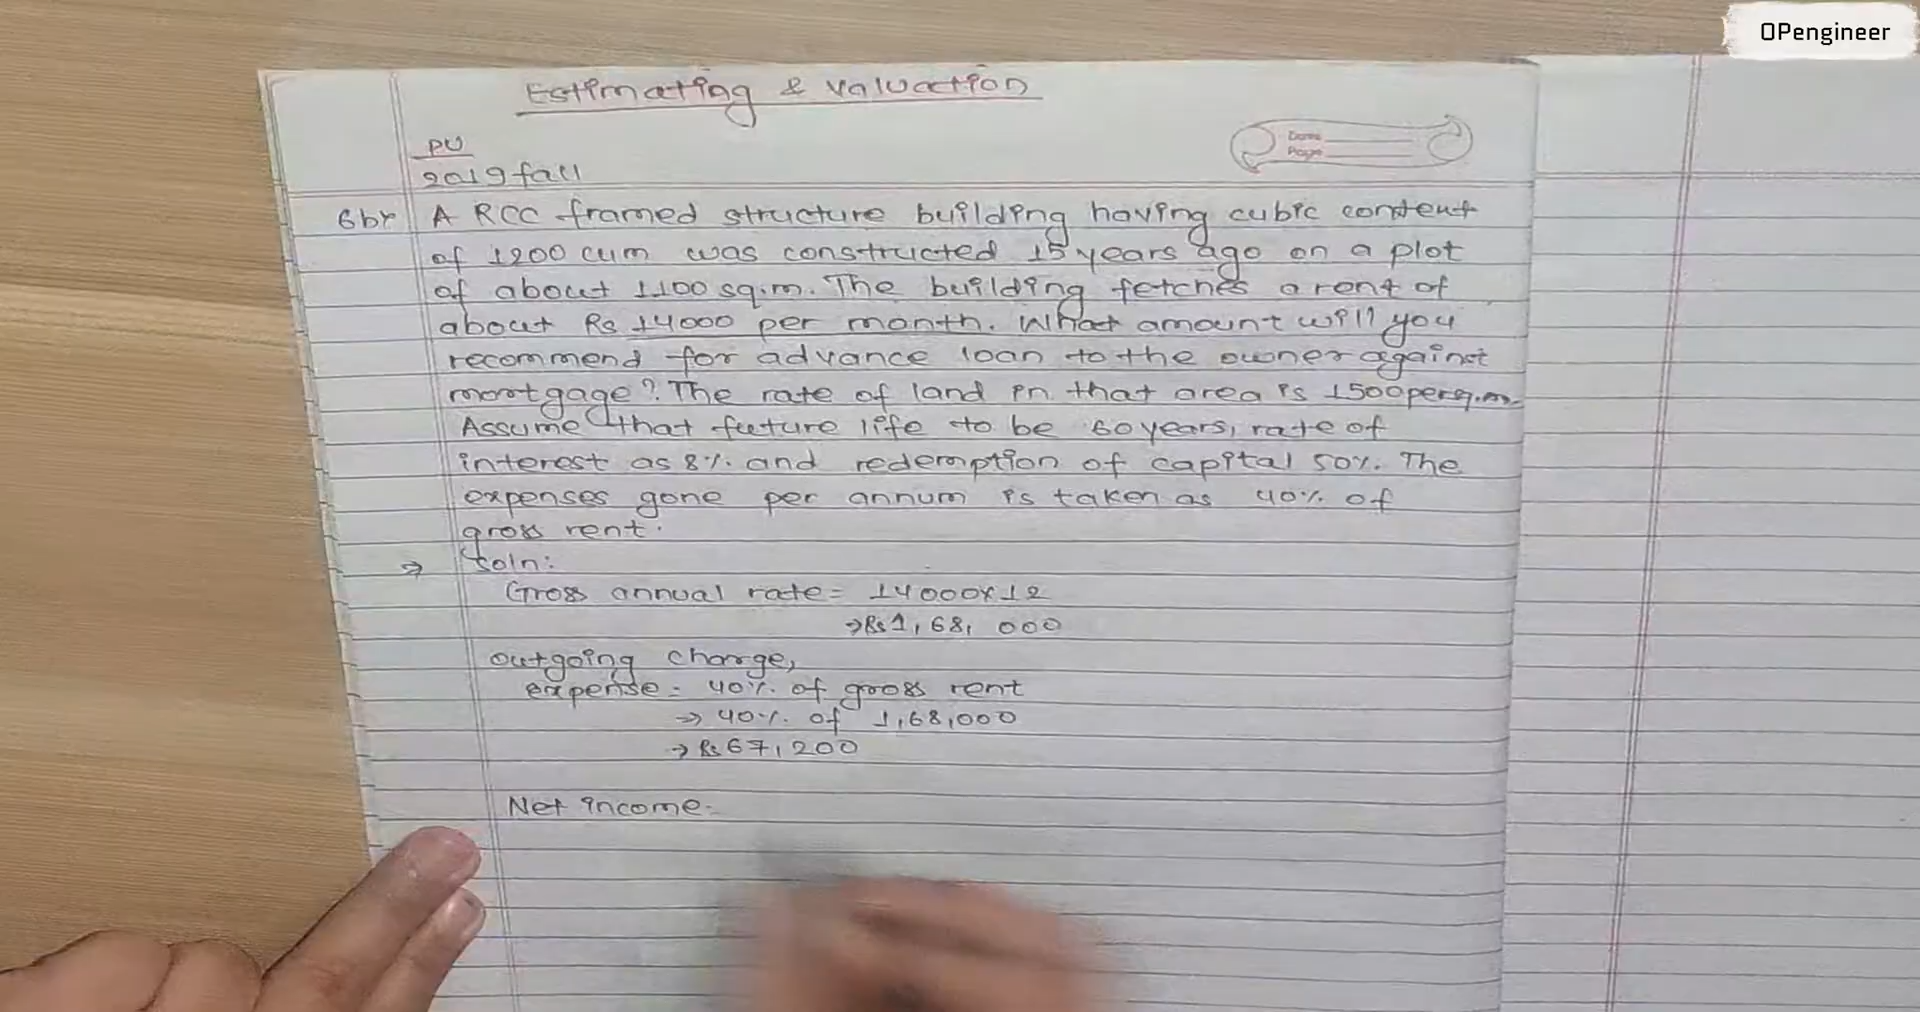 OPengineer
Estimating & valuation
Date
Page
PU
2019 fall
6b> A RCC framed structure building having cubic content
of 1200 cum was constructed 15 years ago on a plot
of about 1100 sq.m. The building fetches a rent of
about Rs 14000 per month. What amount will you
recommend for advance loan to the owner against
mortgage? The rate of land in that area is 1500 per sq.m.
Assume that future life to be 60 years, rate of
interest as 8% and redemption of capital 50%. The
expenses gone per annum is taken as 40% of
gross rent.
⇒ Soln:
Gross annual rate = 14000×12
→ Rs 1,68,000
Outgoing charge,
expense = 40% of gross rent
→ 40% of 1,68,000
→ Rs 67,200
Net income =